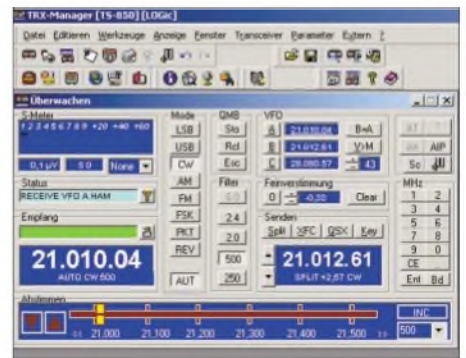 TRX-Manager [TS-850] [LOGic]
Datei Editieren Werkzeuge Anzeige Fenster Transceiver Parameter Extern ?
Überwachen
S-Meter Mode QMB VFO
1 2 3 4 5 6 7 8 9 +20 +40 +60
LSB Sto A 21.010.04 B=A
USB Rcl B 21.012.61 V>M
0,1 µV S 0 None CW Esc C 28.080.57 43 Sc
AIP
Status AM Filter Feinverstimmung MHz
RECEIVE VFO A HAM FM 0 -0,30 Clear 1 2
3 4
Empfang FSK 2.4 Senden 5 6
PKT 2.0 Split XFC QSX Key 7 8
REV 500 9 0
21.010.04 21.012.61 CE
AUTO CW 500 AUT 250 SPLIT +2,57 CW Ent Bd
Abstimmen
INC
21,000 21,100 21,200 21,300 21,400 21,500 500